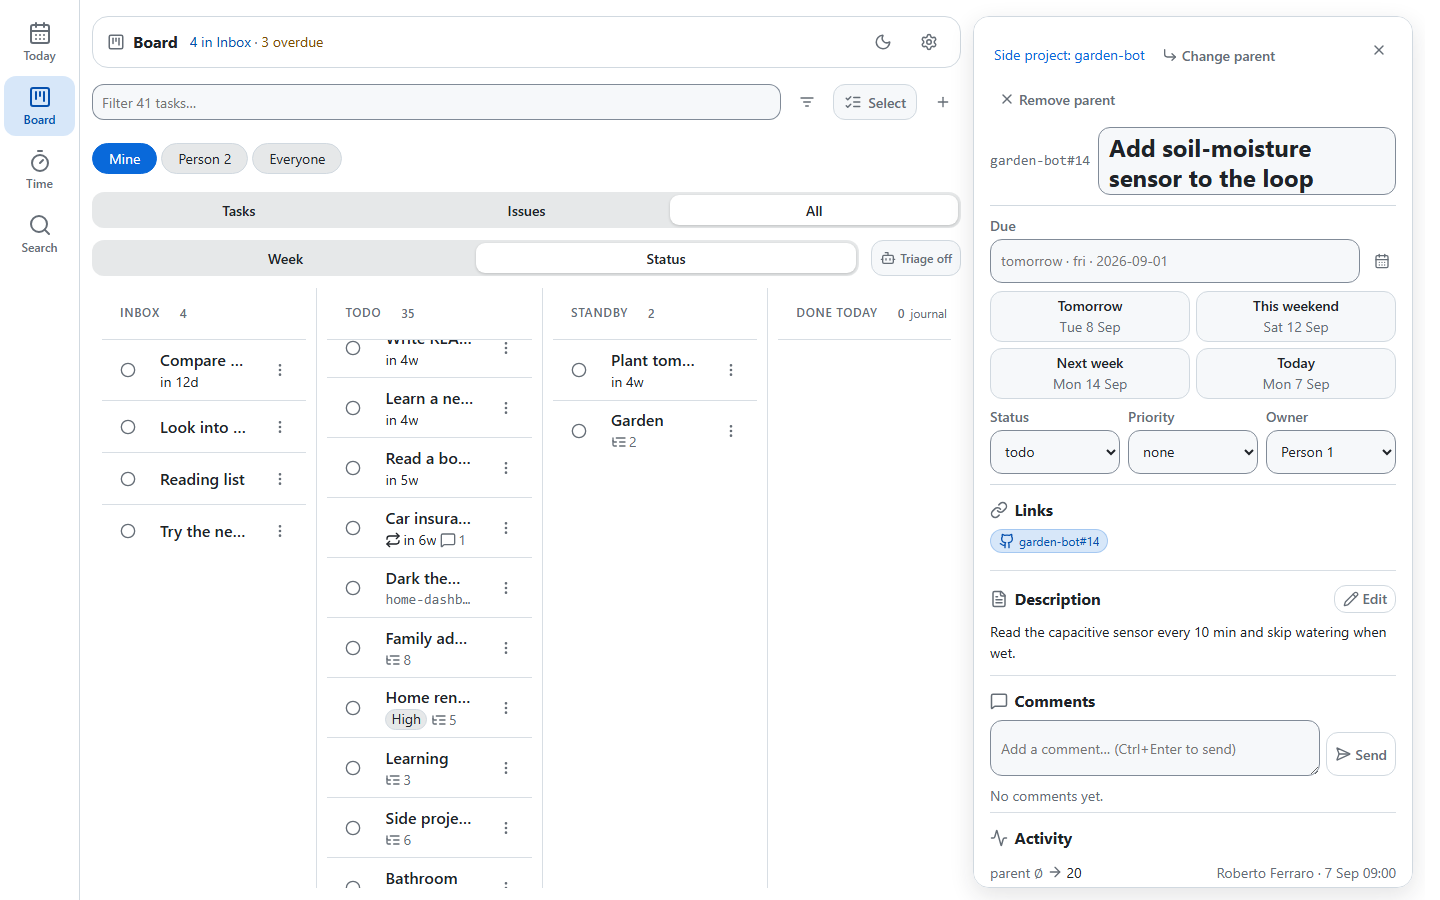 Today
Board
Time
Search
Board 4 in Inbox · 3 overdue
Filter 41 tasks...
Select
Mine
Person 2
Everyone
Tasks
Issues
All
Week
Status
Triage off
INBOX 4
Compare ...
in 12d
Look into ...
Reading list
Try the ne...
TODO 35
in 4w
Learn a ne...
in 4w
Read a bo...
in 5w
Car insura...
in 6w 1
Dark the...
home-dashb…
Family ad...
8
Home ren...
High 5
Learning
3
Side proje...
6
Bathroom
STANDBY 2
Plant tom...
in 4w
Garden
2
DONE TODAY 0 journal
Side project: garden-bot
Change parent
Remove parent
garden-bot#14
Add soil-moisture
sensor to the loop
Due
tomorrow · fri · 2026-09-01
Tomorrow
Tue 8 Sep
This weekend
Sat 12 Sep
Next week
Mon 14 Sep
Today
Mon 7 Sep
Status
Priority
Owner
todo
none
Person 1
Links
garden-bot#14
Description
Edit
Read the capacitive sensor every 10 min and skip watering when
wet.
Comments
Add a comment... (Ctrl+Enter to send)
Send
No comments yet.
Activity
parent ∅ → 20
Roberto Ferraro · 7 Sep 09:00